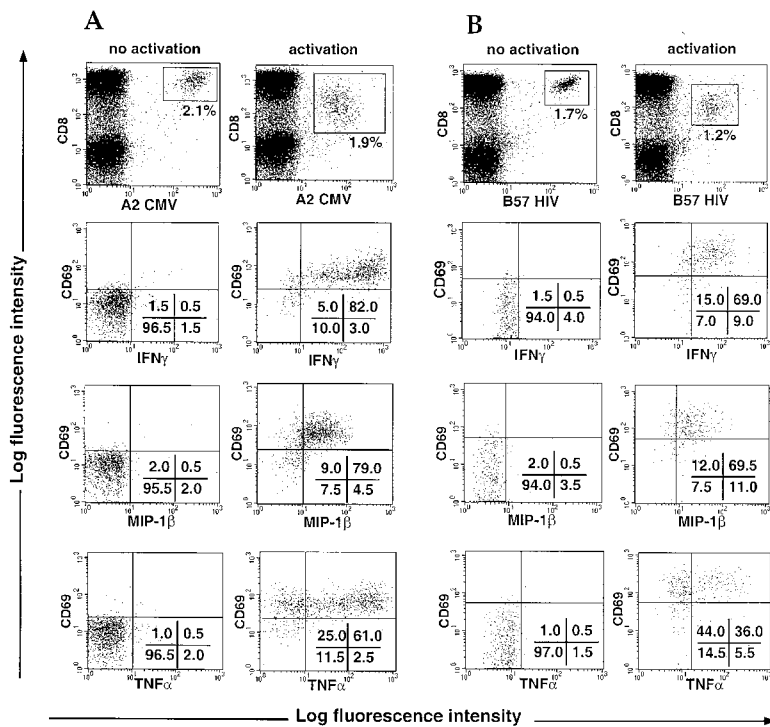 A
B
no activation
activation
no activation
activation
10³
10²
10¹
10⁰
CD8
2.1%
1.9%
1.7%
1.2%
10⁰ 10¹ 10² 10³
A2 CMV
A2 CMV
B57 HIV
B57 HIV
CD69
1.5 0.5
96.5 1.5
IFNγ
CD69
5.0 82.0
10.0 3.0
IFNγ
CD69
1.5 0.5
94.0 4.0
IFNγ
CD69
15.0 69.0
7.0 9.0
IFNγ
CD69
2.0 0.5
95.5 2.0
MIP-1β
CD69
9.0 79.0
7.5 4.5
MIP-1β
CD69
2.0 0.5
94.0 3.5
MIP-1β
CD69
12.0 69.5
7.5 11.0
MIP-1β
CD69
1.0 0.5
96.5 2.0
TNFα
CD69
25.0 61.0
11.5 2.5
TNFα
CD69
1.0 0.5
97.0 1.5
TNFα
CD69
44.0 36.0
14.5 5.5
TNFα
Log fluorescence intensity
Log fluorescence intensity